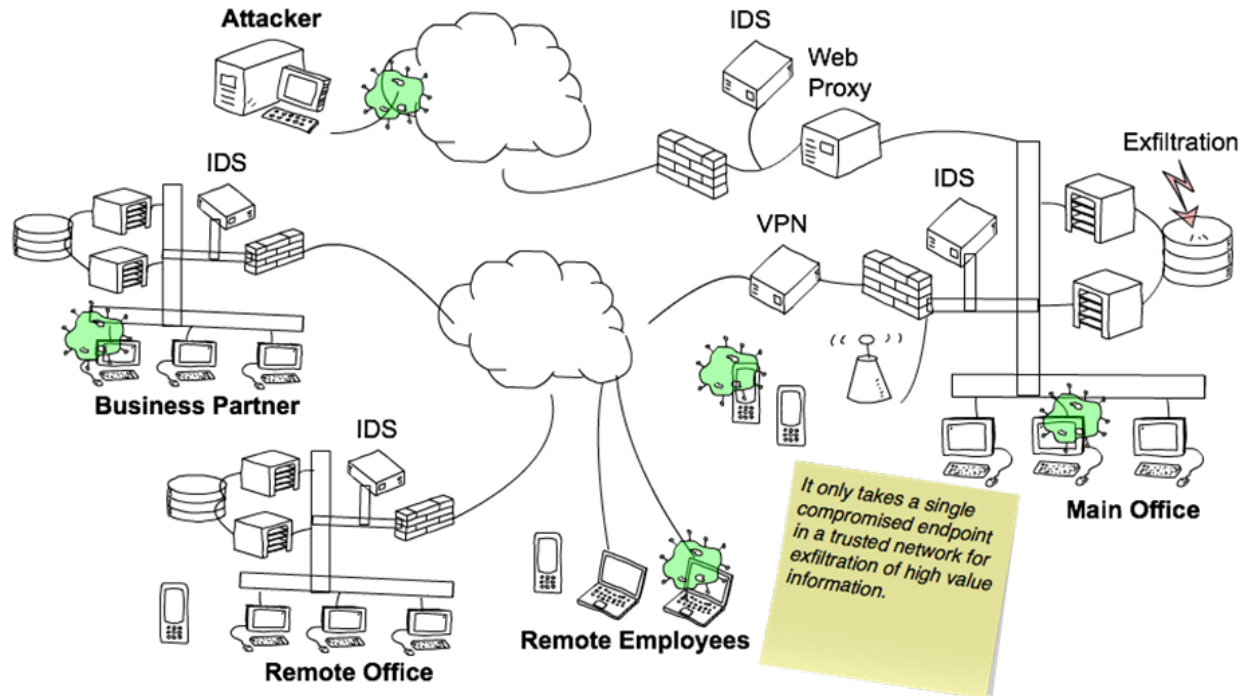 Attacker
IDS
Web
Proxy
Exfiltration
IDS
IDS
VPN
Business Partner
IDS
It only takes a single
compromised endpoint
in a trusted network for
exfiltration of high value
information.
Main Office
Remote Employees
Remote Office